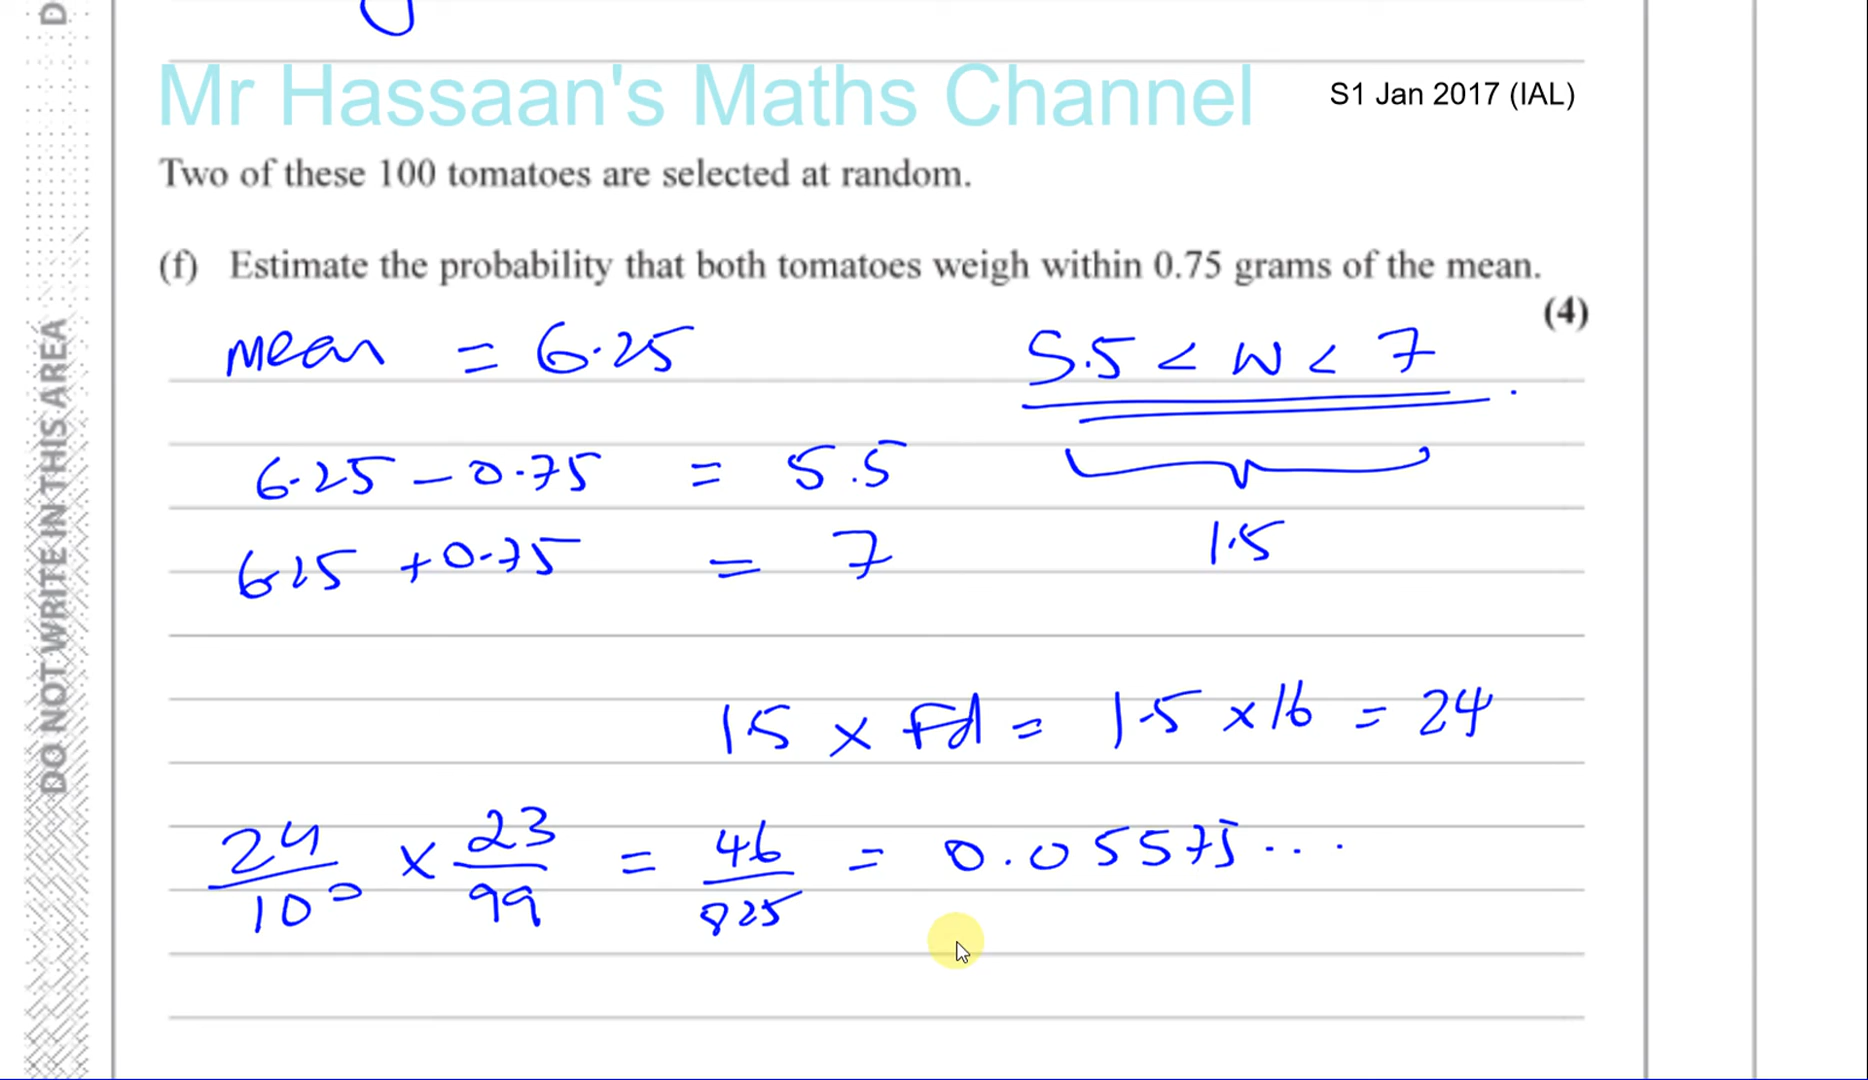 D
Mr Hassaan's Maths Channel
S1 Jan 2017 (IAL)
Two of these 100 tomatoes are selected at random.
(f) Estimate the probability that both tomatoes weigh within 0.75 grams of the mean.
(4)
mean = 6.25
5.5 < w < 7
6.25 - 0.75 = 5.5
6.25 + 0.75 = 7
1.5
1.5 × Fd = 1.5 × 16 = 24
24/100 × 23/99 = 46/825 = 0.05575...
DO NOT WRITE IN THIS AREA